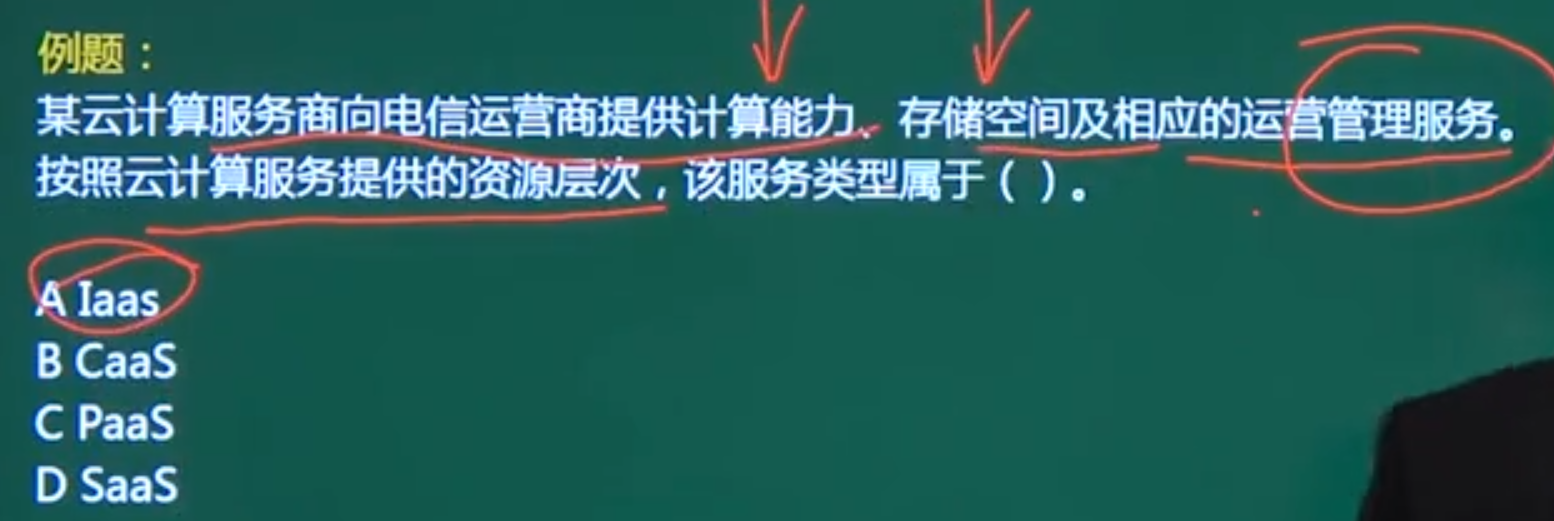 例题：
某云计算服务商向电信运营商提供计算能力、存储空间及相应的运营管理服务。
按照云计算服务提供的资源层次，该服务类型属于（ ）。
A Iaas
B CaaS
C PaaS
D SaaS